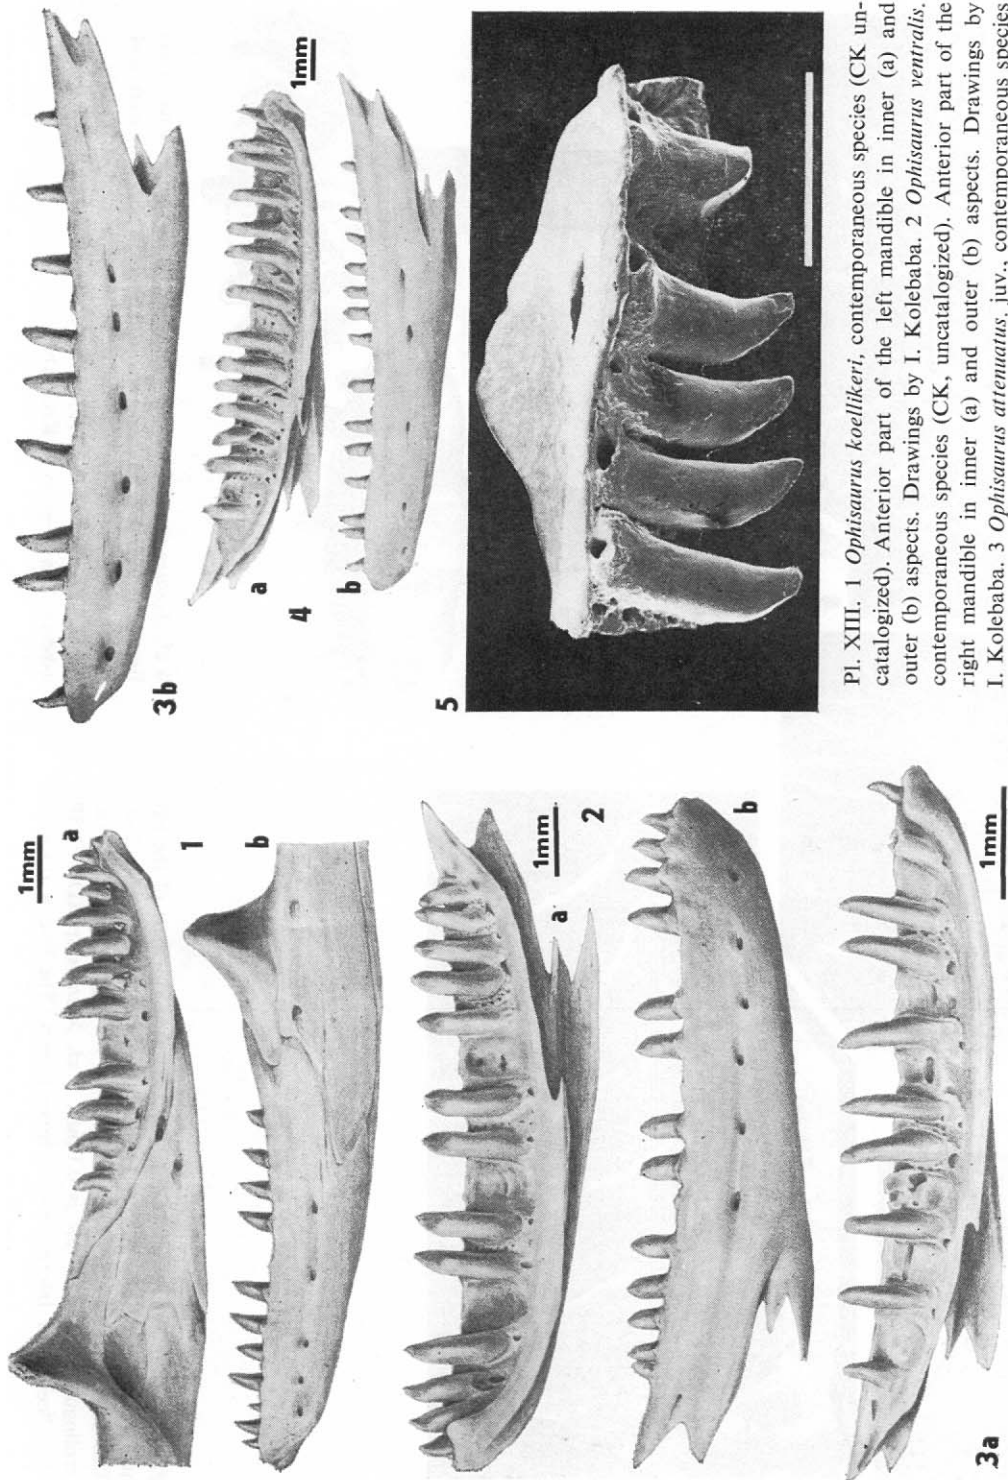 1mm
a
1
b
2
1mm
a
b
3a
1mm
3b
a
4
1mm
b
5
Pl. XIII. 1 Ophisaurus koellikeri, contemporaneous species (CK un-
catalogized). Anterior part of the left mandible in inner (a) and
outer (b) aspects. Drawings by I. Kolebaba. 2 Ophisaurus ventralis,
contemporaneous species (CK, uncatalogized). Anterior part of the
right mandible in inner (a) and outer (b) aspects. Drawings by
I. Kolebaba. 3 Ophisaurus attenuatus, juv., contemporaneous species